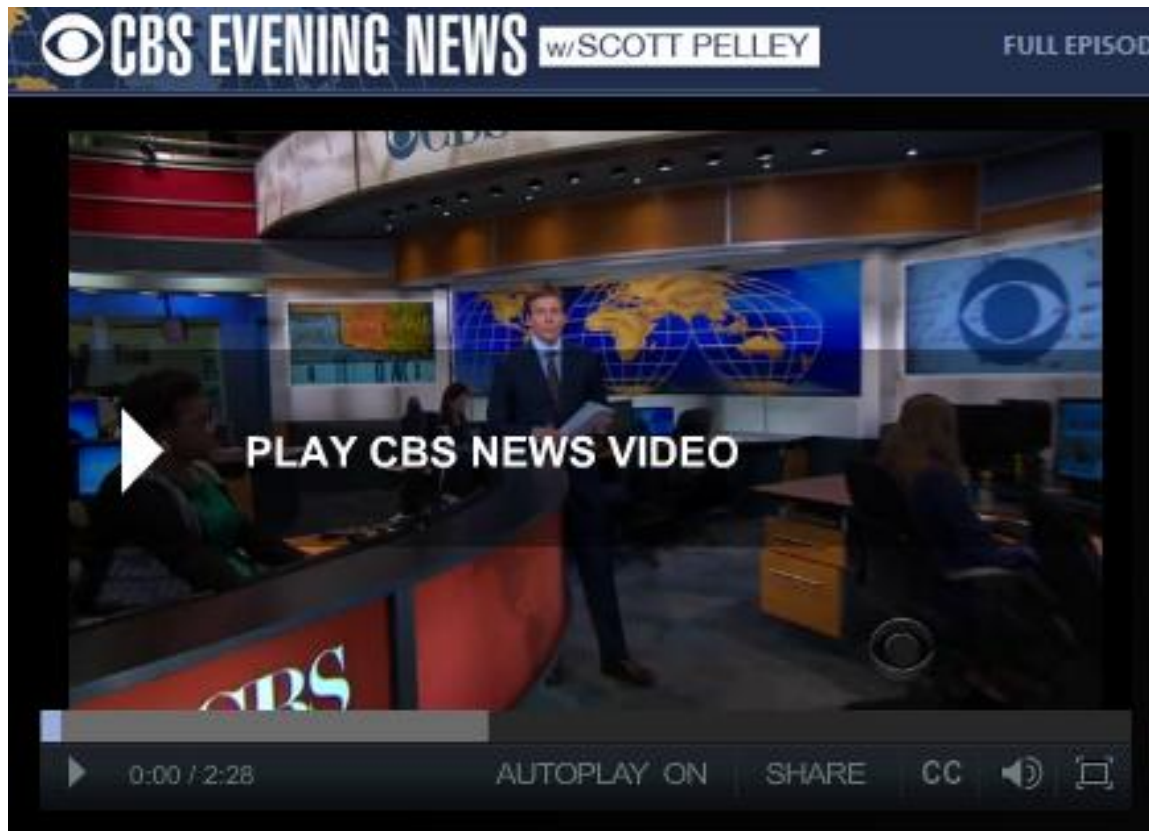 CBS EVENING NEWS w/SCOTT PELLEY
FULL EPISOD
CBS
PLAY CBS NEWS VIDEO
CBS
0:00 / 2:28
AUTOPLAY ON
SHARE
CC